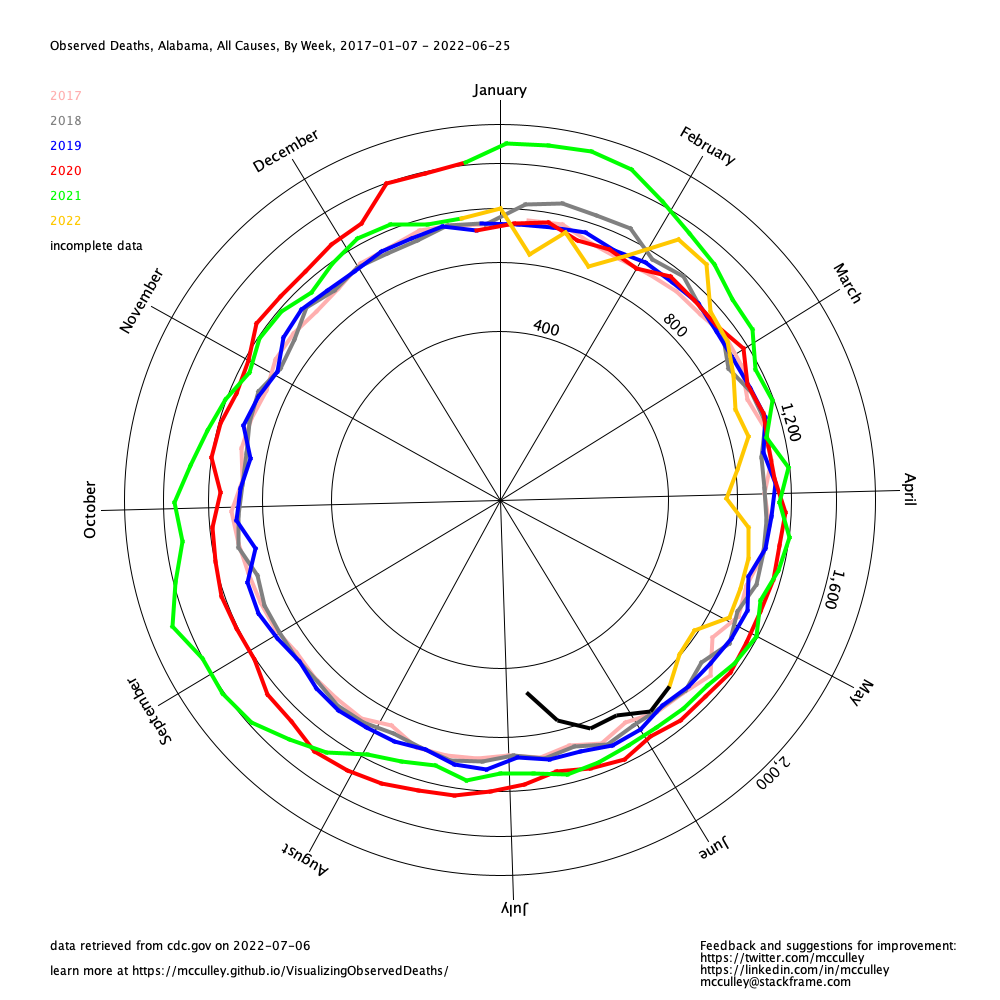 Observed Deaths, Alabama, All Causes, By Week, 2017-01-07 - 2022-06-25
January
2017
2018
2019
2020
2021
2022
incomplete data
December
February
November
March
400
800
1,200
October
April
1,600
September
May
2,000
August
June
July
data retrieved from cdc.gov on 2022-07-06
learn more at https://mcculley.github.io/VisualizingObservedDeaths/
Feedback and suggestions for improvement:
https://twitter.com/mcculley
https://linkedin.com/in/mcculley
mcculley@stackframe.com